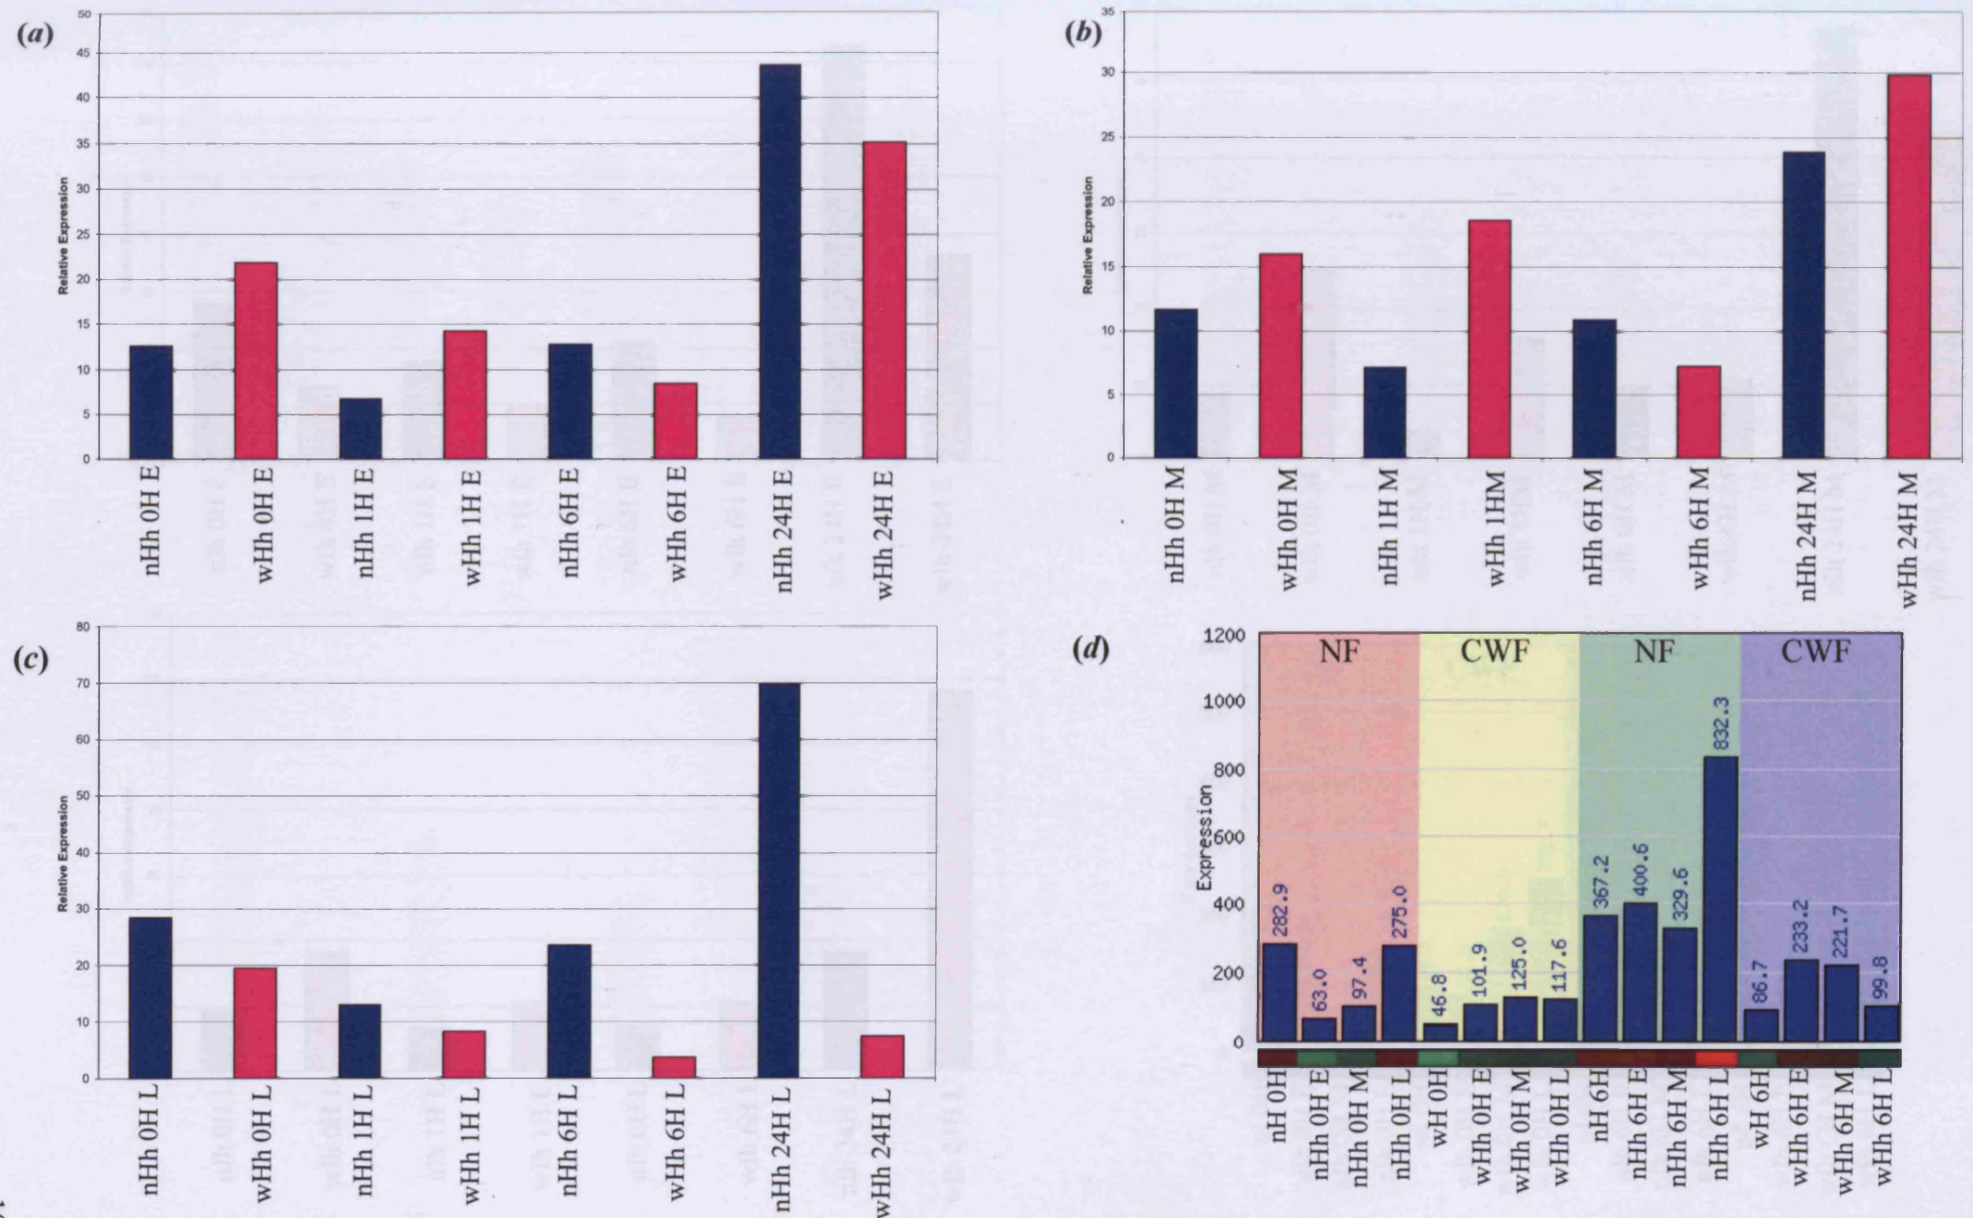 (a)
50
45
40
35
30
25
20
15
10
5
0
Relative Expression
nHh 0H E
wHh 0H E
nHh 1H E
wHh 1H E
nHh 6H E
wHh 6H E
nHh 24H E
wHh 24H E
(b)
35
30
25
20
15
10
5
0
Relative Expression
nHh 0H M
wHh 0H M
nHh 1H M
wHh 1HM
nHh 6H M
wHh 6H M
nHh 24H M
wHh 24H M
(c)
80
70
60
50
40
30
20
10
0
Relative Expression
nHh 0H L
wHh 0H L
nHh 1H L
wHh 1H L
nHh 6H L
wHh 6H L
nHh 24H L
wHh 24H L
(d)
1200
1000
800
600
400
200
0
Expression
NF
CWF
NF
CWF
282.9
63.0
97.4
275.0
46.8
101.9
125.0
117.6
367.2
400.6
329.6
832.3
86.7
233.2
221.7
99.8
nH 0H
nHh 0H E
nHh 0H M
nHh 0H L
wH 0H
wHh 0H E
wHh 0H M
wHh 0H L
nH 6H
nHh 6H E
nHh 6H M
nHh 6H L
wH 6H
wHh 6H E
wHh 6H M
wHh 6H L